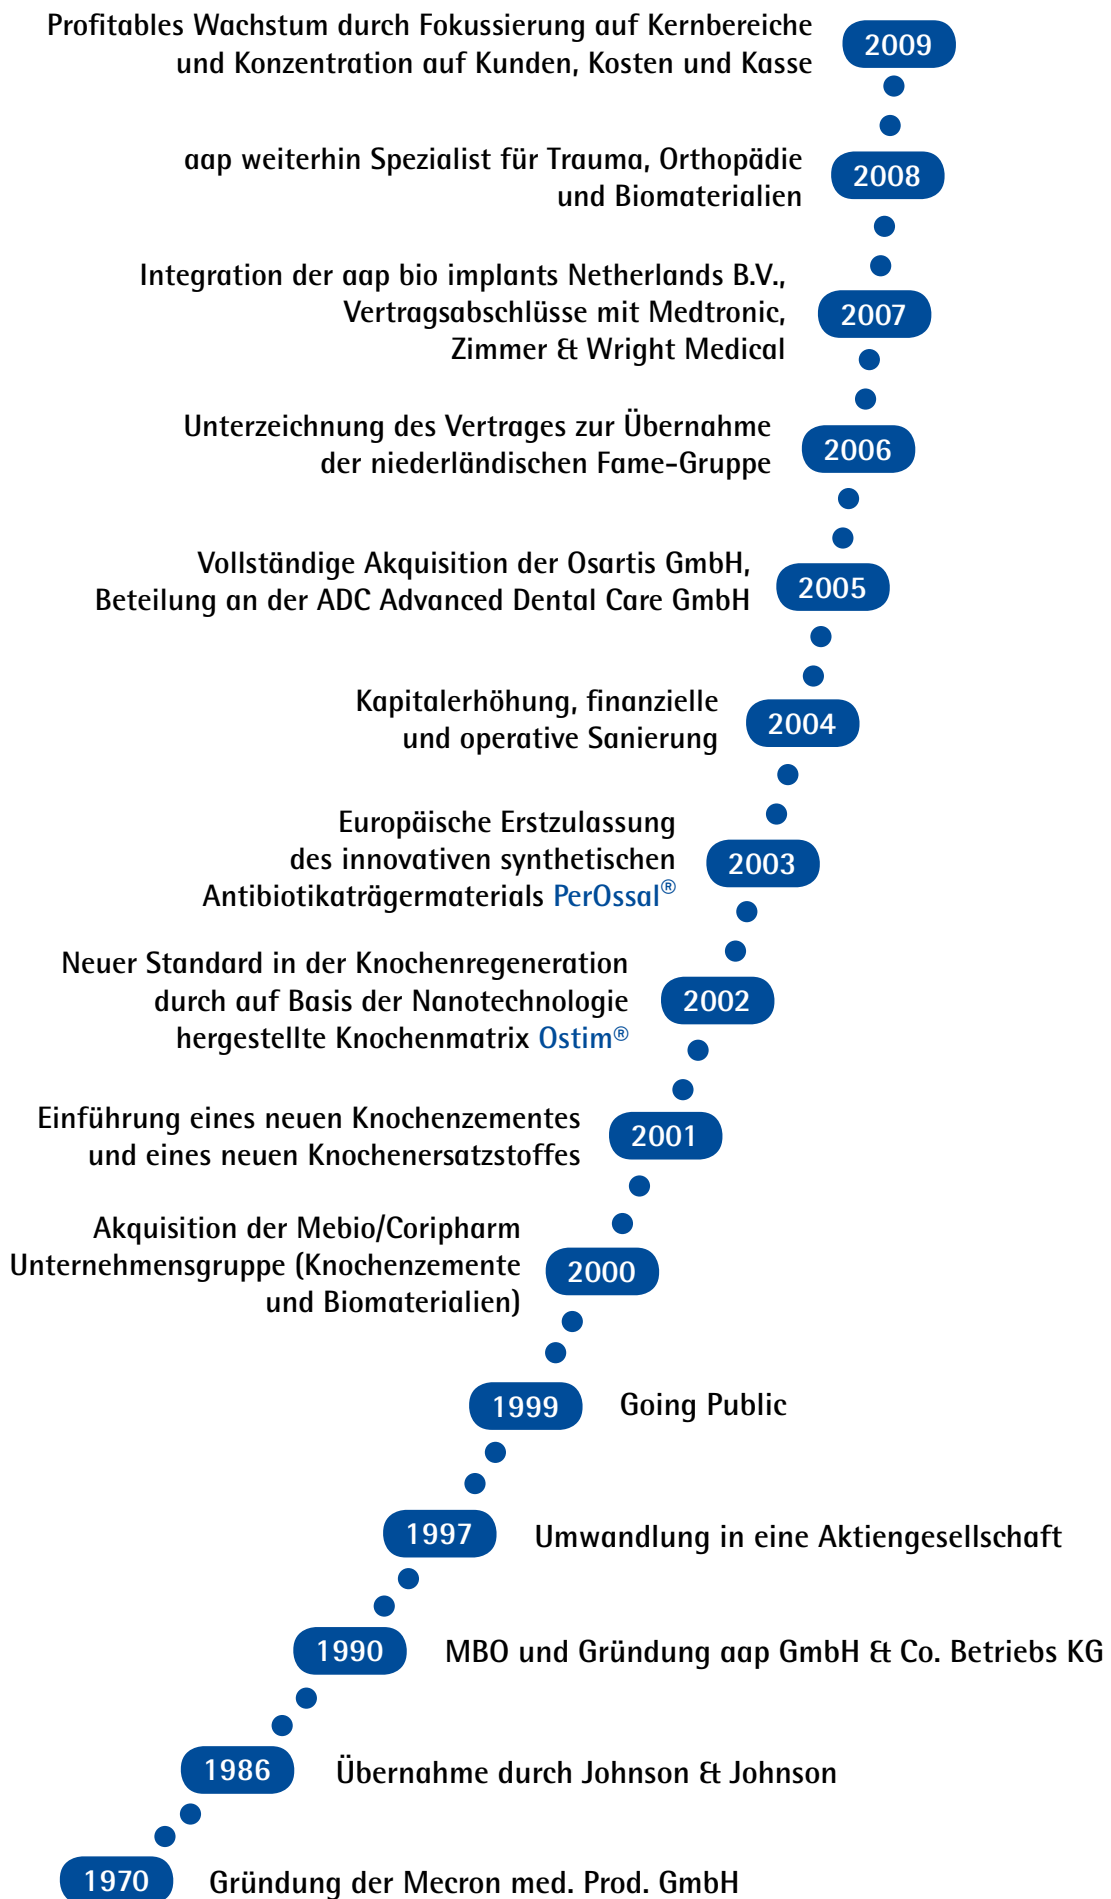 Profitables Wachstum durch Fokussierung auf Kernbereiche
und Konzentration auf Kunden, Kosten und Kasse
2009
aap weiterhin Spezialist für Trauma, Orthopädie
und Biomaterialien
2008
Integration der aap bio implants Netherlands B.V.,
Vertragsabschlüsse mit Medtronic,
Zimmer & Wright Medical
2007
Unterzeichnung des Vertrages zur Übernahme
der niederländischen Fame-Gruppe
2006
Vollständige Akquisition der Osartis GmbH,
Beteilung an der ADC Advanced Dental Care GmbH
2005
Kapitalerhöhung, finanzielle
und operative Sanierung
2004
Europäische Erstzulassung
des innovativen synthetischen
Antibiotikaträgermaterials PerOssal®
2003
Neuer Standard in der Knochenregeneration
durch auf Basis der Nanotechnologie
hergestellte Knochenmatrix Ostim®
2002
Einführung eines neuen Knochenzementes
und eines neuen Knochenersatzstoffes
2001
Akquisition der Mebio/Coripharm
Unternehmensgruppe (Knochenzemente
und Biomaterialien)
2000
1999 Going Public
1997 Umwandlung in eine Aktiengesellschaft
1990 MBO und Gründung aap GmbH & Co. Betriebs KG
1986 Übernahme durch Johnson & Johnson
1970 Gründung der Mecron med. Prod. GmbH